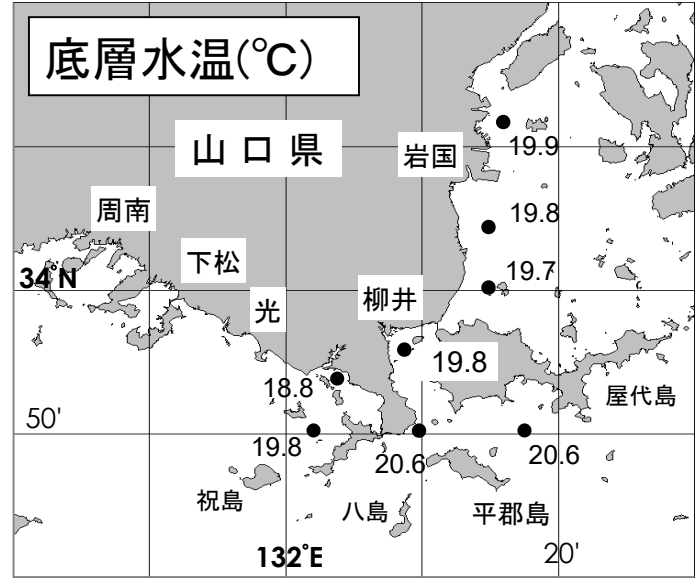 底層水温(℃)
山口県
岩国
19.9
周南
19.8
下松
34°N
19.7
光
柳井
19.8
18.8
屋代島
50'
19.8
20.6
20.6
祝島
八島
平郡島
132°E
20'